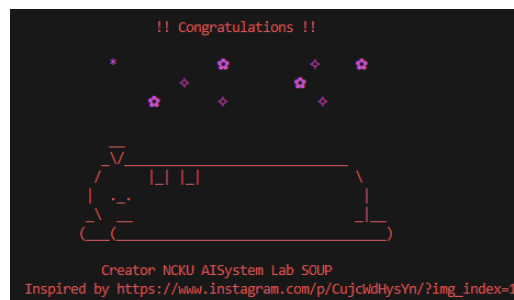 !! Congratulations !!
Creator NCKU AISystem Lab SOUP
Inspired by https://www.instagram.com/p/CujcWdHysYn/?img_index=1